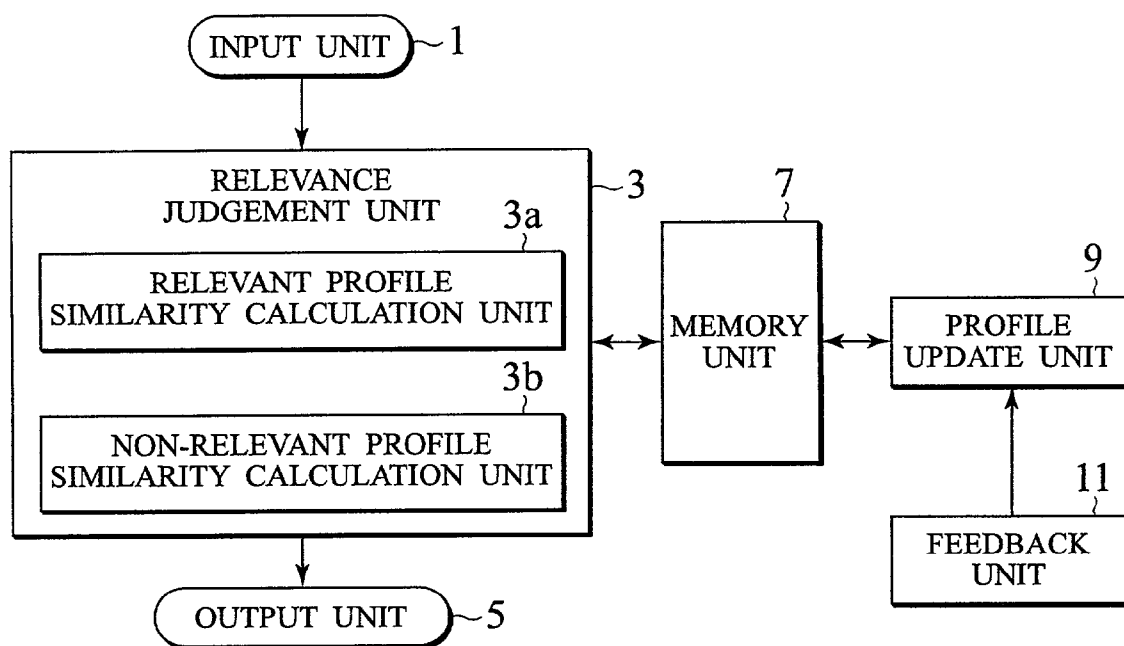 INPUT UNIT
1
RELEVANCE
JUDGEMENT UNIT
3
3a
RELEVANT PROFILE
SIMILARITY CALCULATION UNIT
3b
NON-RELEVANT PROFILE
SIMILARITY CALCULATION UNIT
7
MEMORY
UNIT
9
PROFILE
UPDATE UNIT
11
FEEDBACK
UNIT
OUTPUT UNIT
5